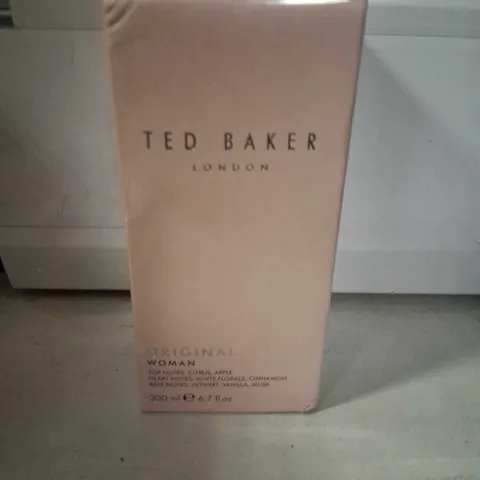 TED BAKER
LONDON
ORIGINAL
WOMAN
TOP NOTES, CITRUS, APPLE
HEART NOTES, WHITE FLORALS, CINNAMON
BASE NOTES, VETIVERT, VANILLA, MUSK
200 ml ℮ 6.7 fl.oz